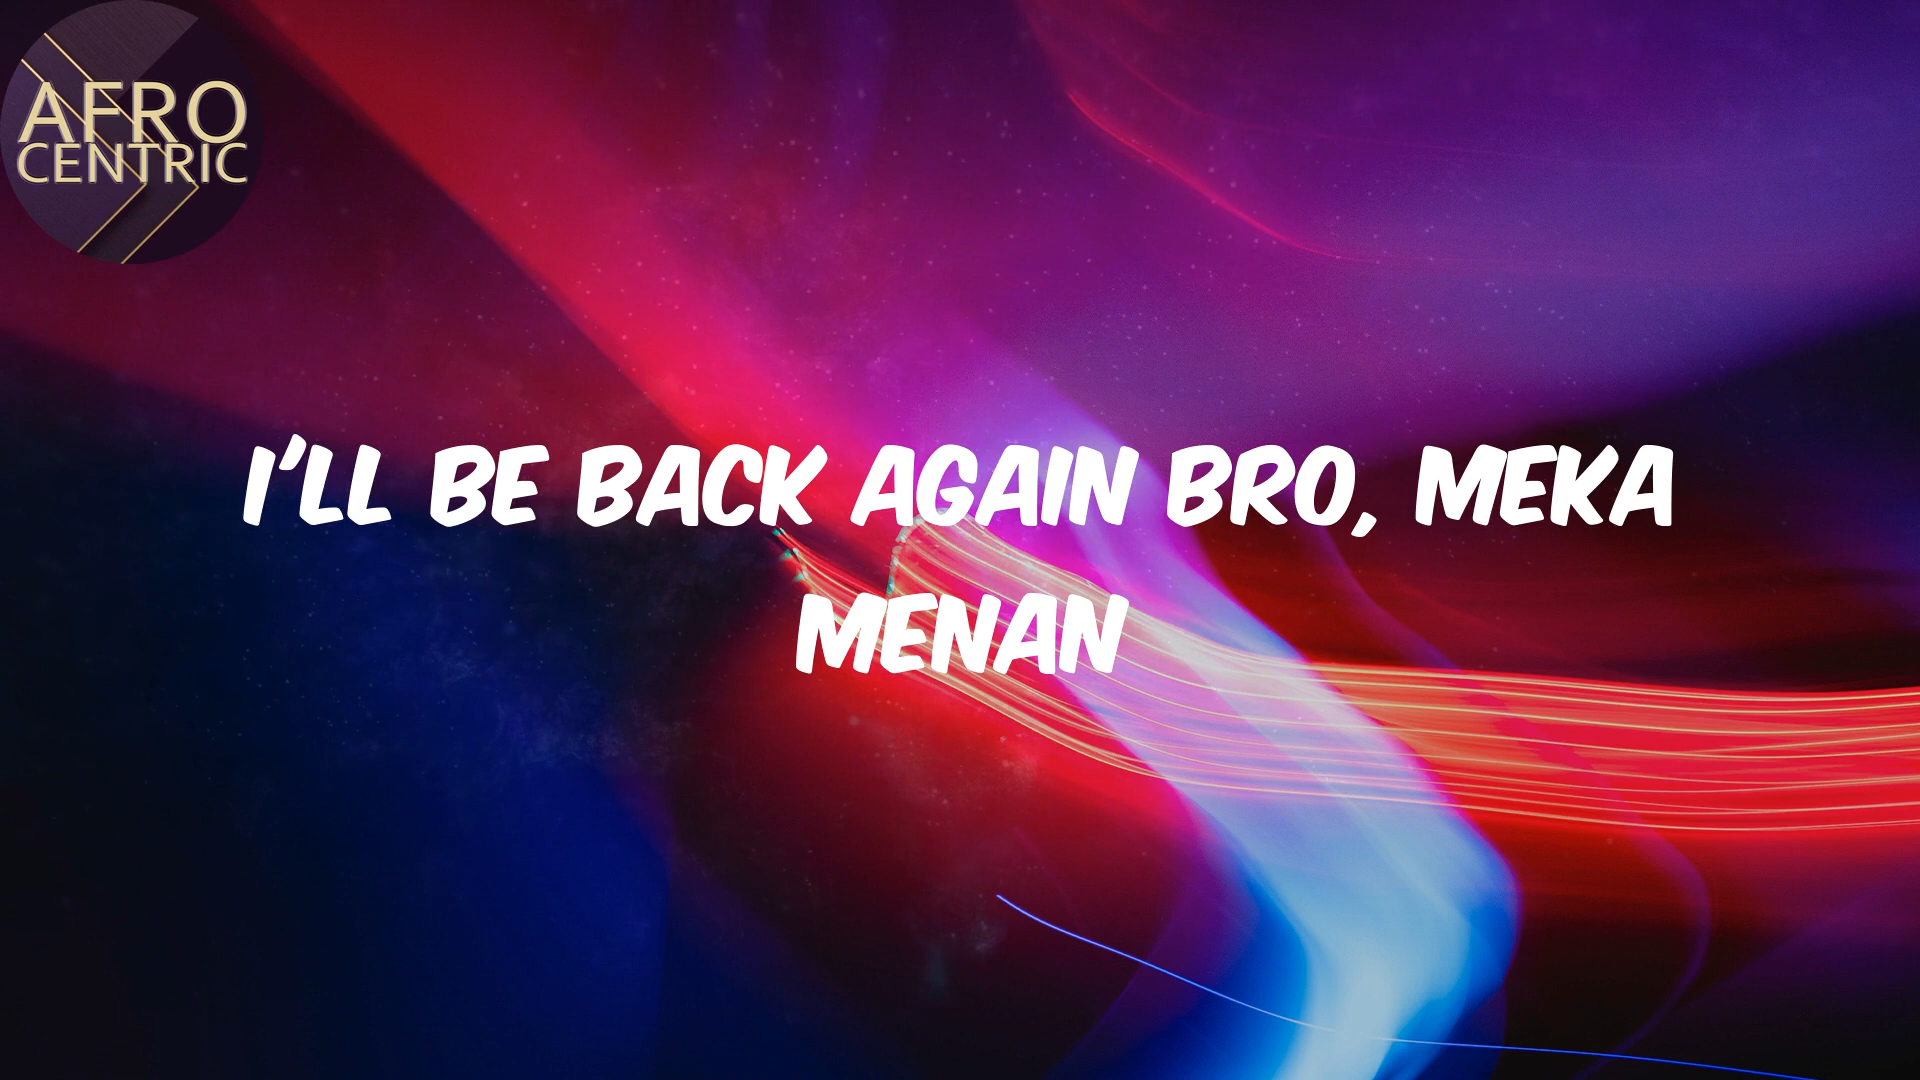 AFRO
CENTRIC
I'LL BE BACK AGAIN BRO, MEKA
MENAN